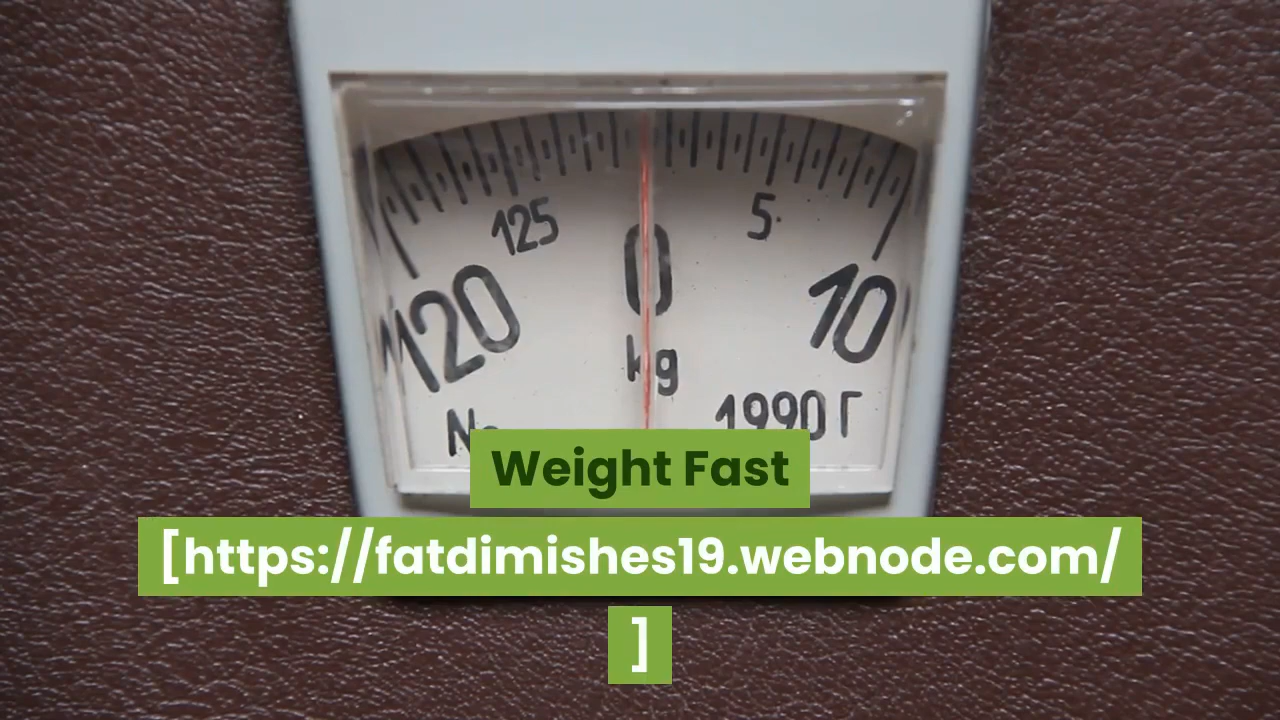 125 5
120 0 10
kg
1990 Г
Weight Fast
[https://fatdimishes19.webnode.com/
]